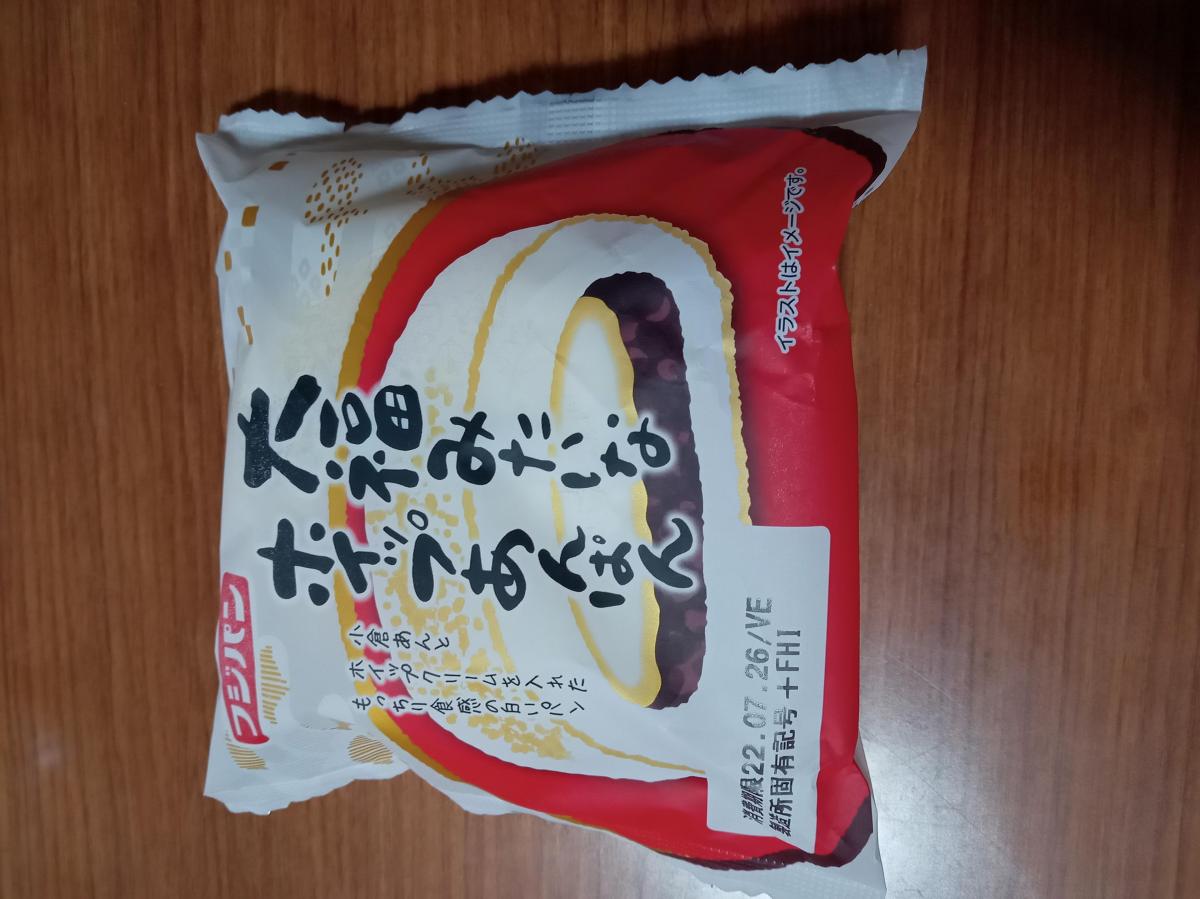 フジパン
大福みたいな
ホイップあんぱん
小倉あんと
ホイップクリームを入れた
もっちり食感の白いパン
イラストはイメージです。
消費期限22.07.26/VE
製造所固有記号+FHI